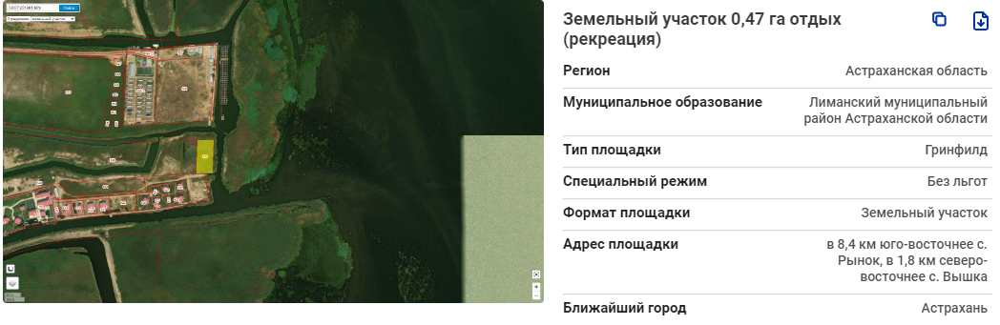 Земельный участок 0,47 га отдых
(рекреация)
Регион
Астраханская область
Муниципальное образование
Лиманский муниципальный
район Астраханской области
Тип площадки
Гринфилд
Специальный режим
Без льгот
Формат площадки
Земельный участок
Адрес площадки
в 8,4 км юго-восточнее с.
Рынок, в 1,8 км северо-
восточнее с. Вышка
Ближайший город
Астрахань